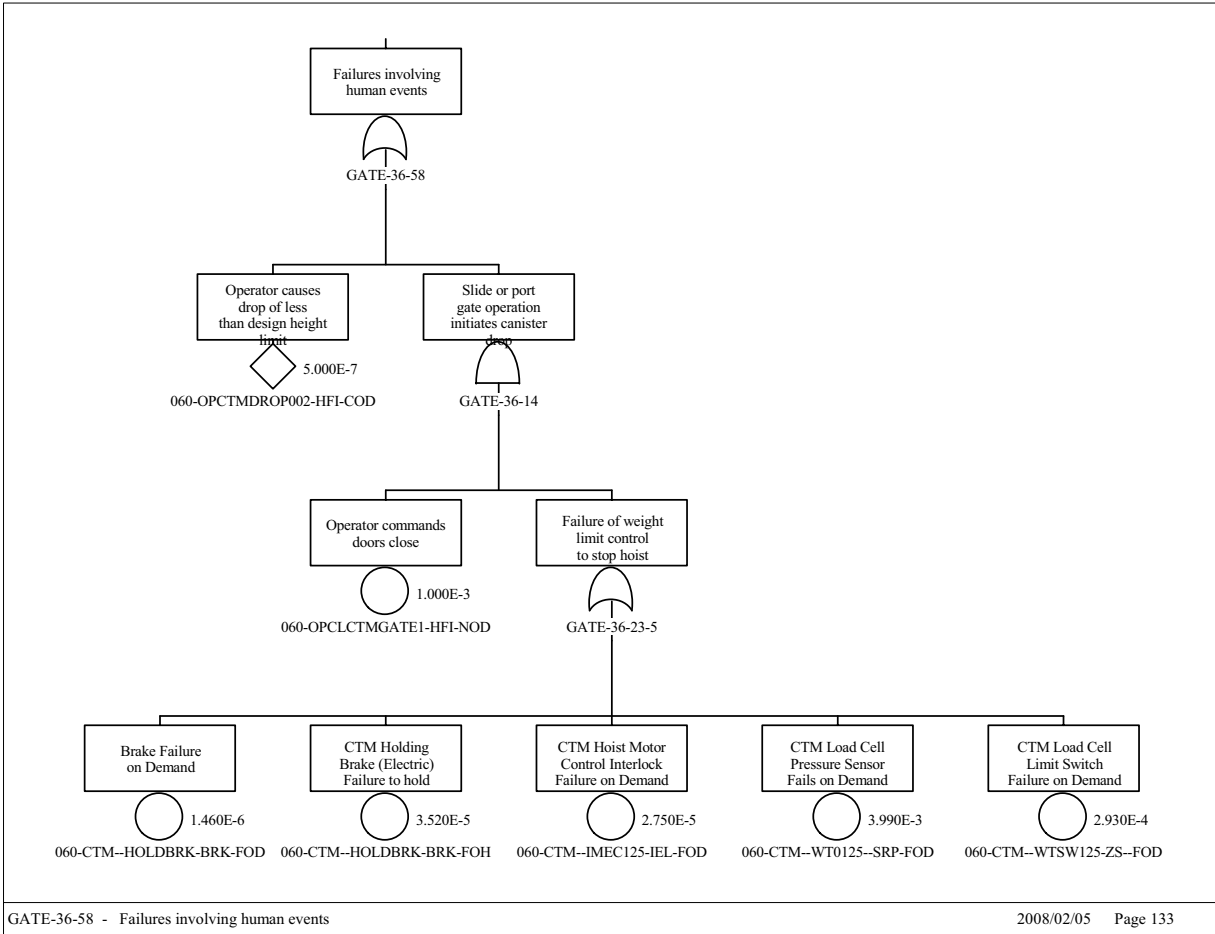 Failures involving
human events
GATE-36-58
Operator causes
drop of less
than design height
limit
5.000E-7
060-OPCTMDROP002-HFI-COD
Slide or port
gate operation
initiates canister
drop
GATE-36-14
Operator commands
doors close
1.000E-3
060-OPCLCTMGATE1-HFI-NOD
Failure of weight
limit control
to stop hoist
GATE-36-23-5
Brake Failure
on Demand
1.460E-6
060-CTM--HOLDBRK-BRK-FOD
CTM Holding
Brake (Electric)
Failure to hold
3.520E-5
060-CTM--HOLDBRK-BRK-FOH
CTM Hoist Motor
Control Interlock
Failure on Demand
2.750E-5
060-CTM--IMEC125-IEL-FOD
CTM Load Cell
Pressure Sensor
Fails on Demand
3.990E-3
060-CTM--WT0125--SRP-FOD
CTM Load Cell
Limit Switch
Failure on Demand
2.930E-4
060-CTM--WTSW125-ZS--FOD
GATE-36-58 - Failures involving human events
2008/02/05 Page 133